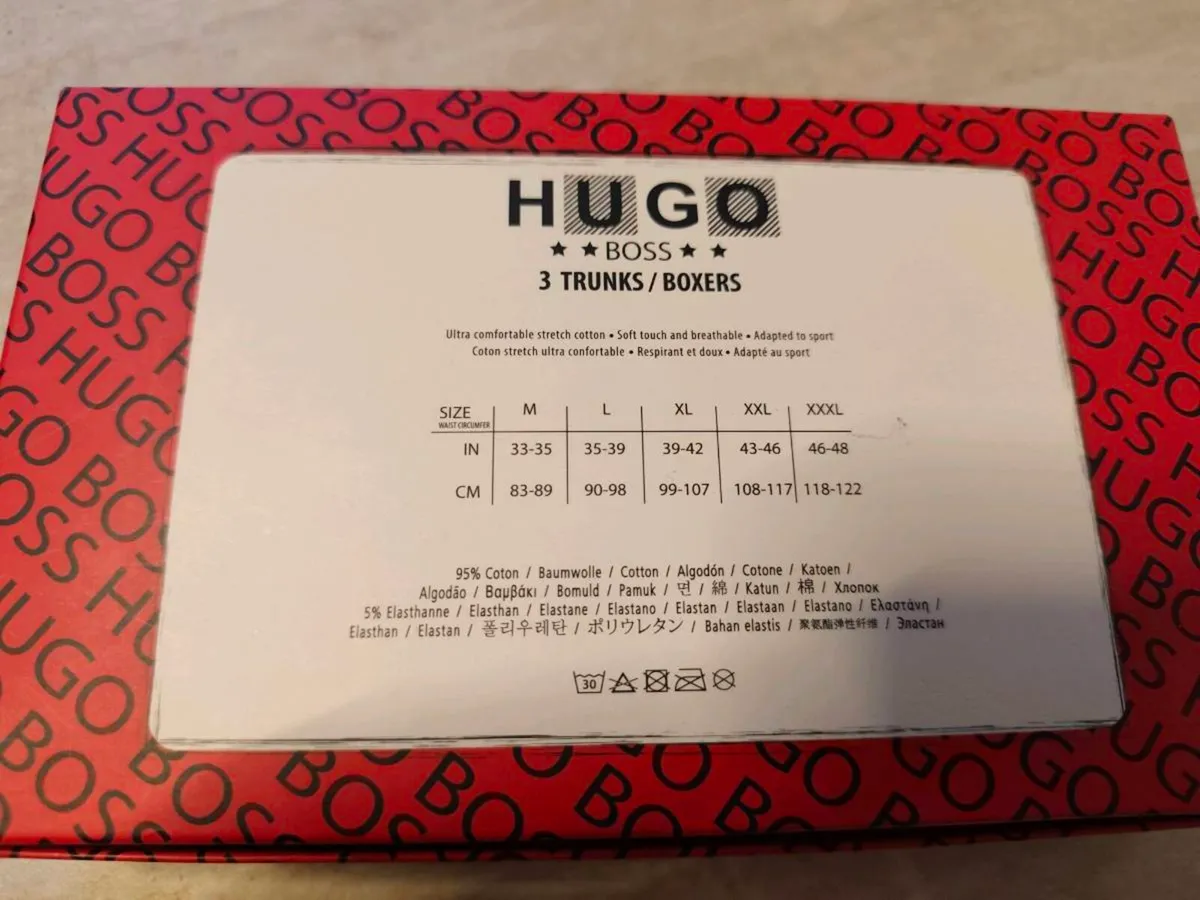 HUGO
BOSS
3 TRUNKS / BOXERS
Ultra comfortable stretch cotton • Soft touch and breathable • Adapted to sport
Coton stretch ultra confortable • Respirant et doux • Adapté au sport
SIZE M L XL XXL XXXL
WAIST CIRCUMFER
IN 33-35 35-39 39-42 43-46 46-48
CM 83-89 90-98 99-107 108-117 118-122
95% Coton / Baumwolle / Cotton / Algodón / Cotone / Katoen /
Algodão / Βαμβάκι / Bomuld / Pamuk / 면 / 綿 / Katun / 棉 / Хлопок
5% Elasthanne / Elasthan / Elastane / Elastano / Elastan / Elastaan / Elastano / Ελαστάνη /
Elasthan / Elastan / 폴리우레탄 / ポリウレタン / Bahan elastis / 聚氨酯弹性纤维 / Эластан
30